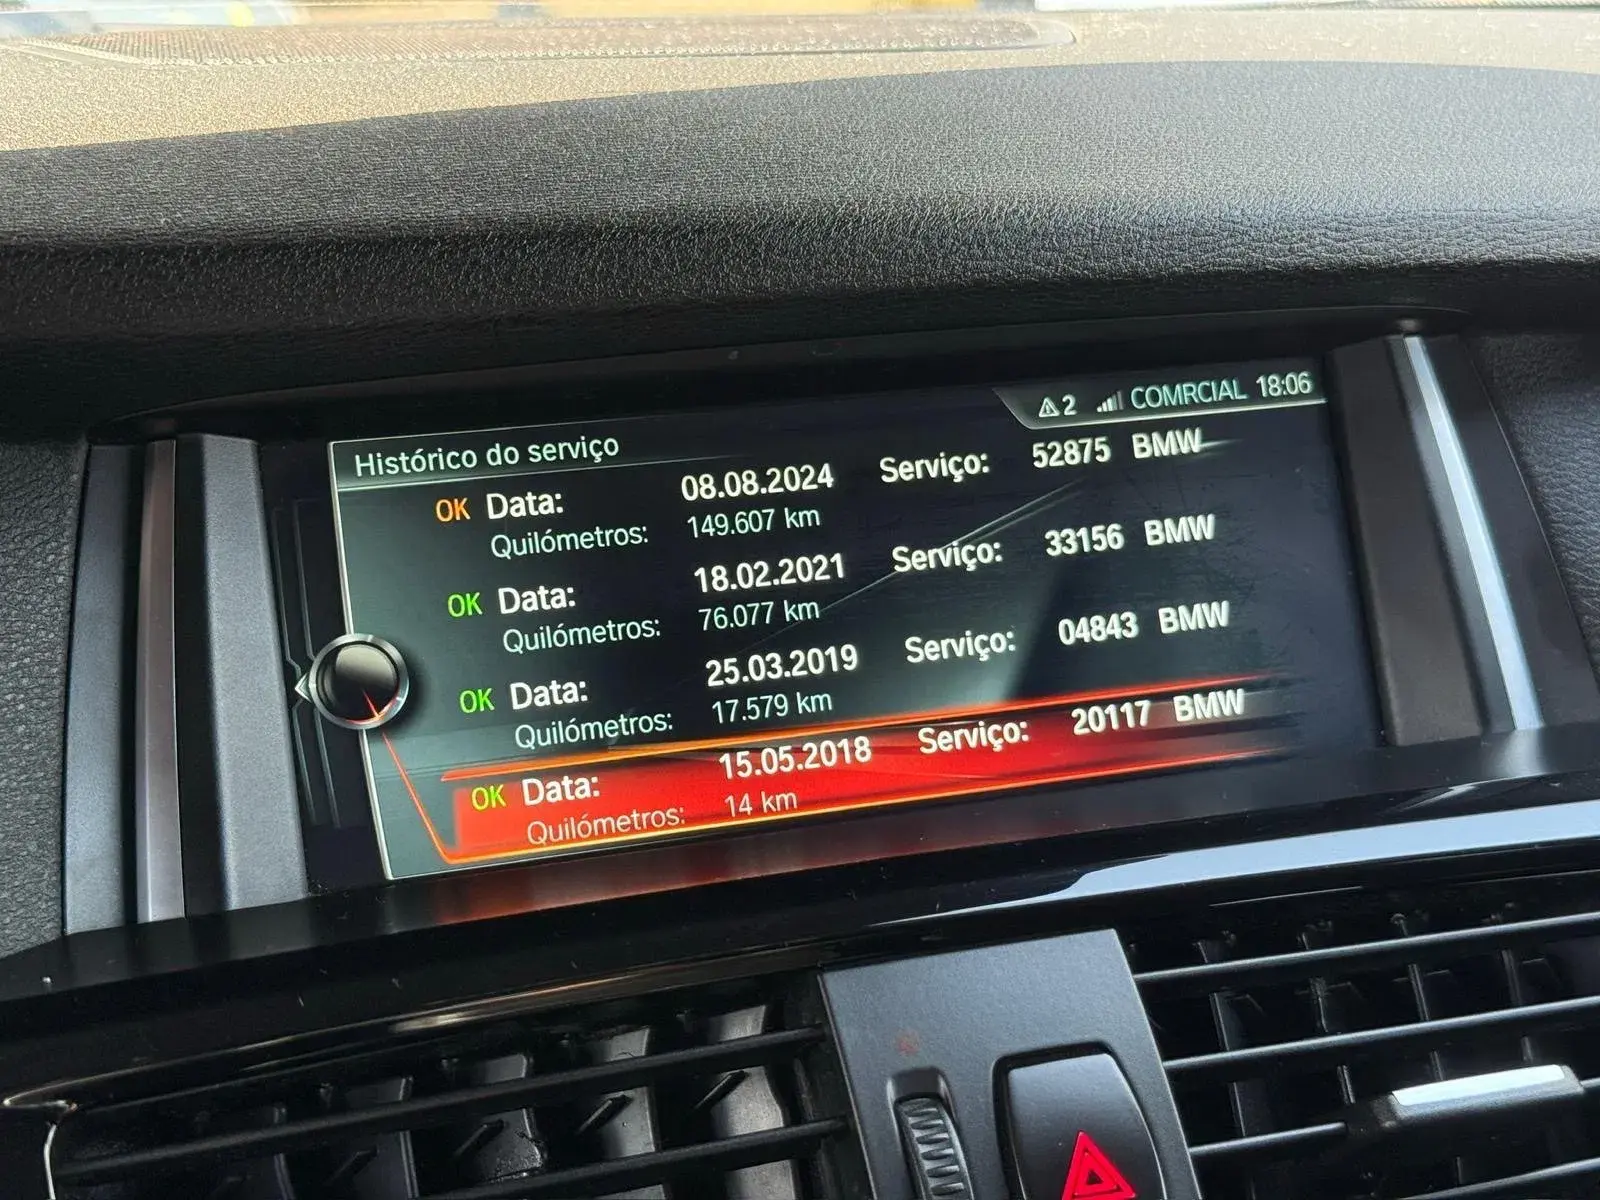 2 COMRCIAL 18:06
Histórico do serviço
OK Data: 08.08.2024 Serviço: 52875 BMW
Quilómetros: 149.607 km
OK Data: 18.02.2021 Serviço: 33156 BMW
Quilómetros: 76.077 km
OK Data: 25.03.2019 Serviço: 04843 BMW
Quilómetros: 17.579 km
OK Data: 15.05.2018 Serviço: 20117 BMW
Quilómetros: 14 km